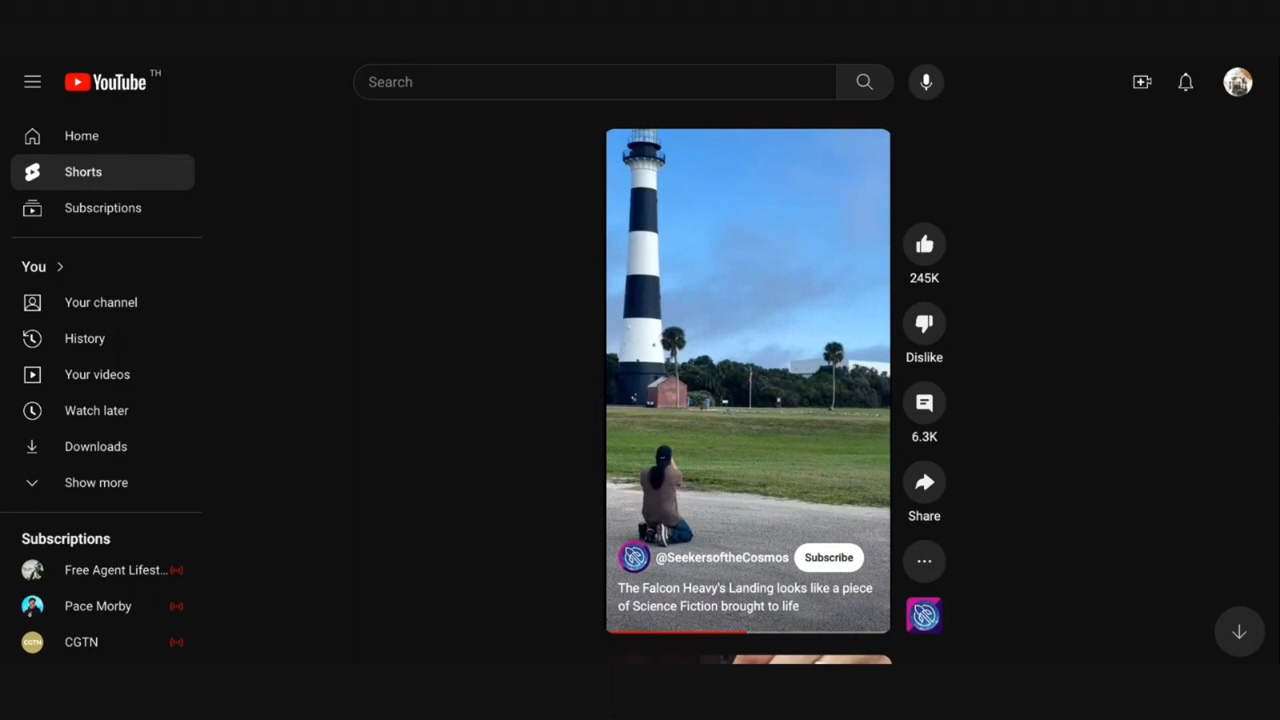 YouTube TH
Search
Home
Shorts
Subscriptions
You
Your channel
History
Your videos
Watch later
Downloads
Show more
Subscriptions
Free Agent Lifest...
Pace Morby
CGTN
CGTN
245K
Dislike
6.3K
Share
@SeekersoftheCosmos
Subscribe
The Falcon Heavy's Landing looks like a piece
of Science Fiction brought to life